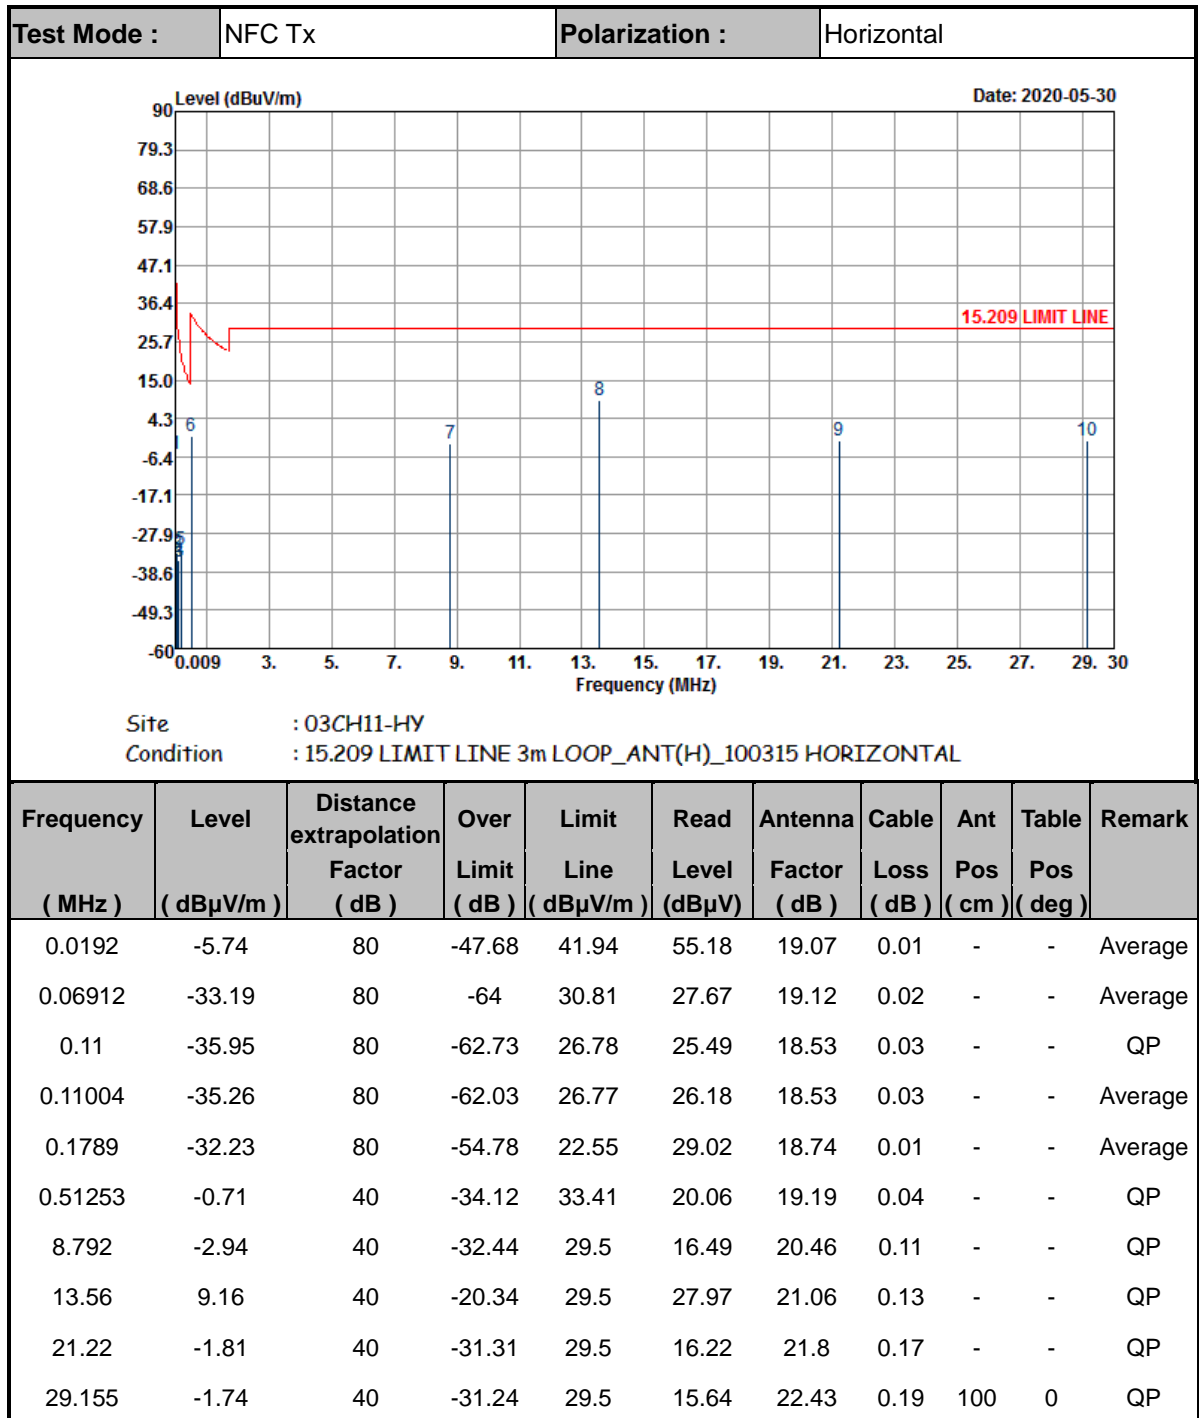 Test Mode : NFC Tx Polarization : Horizontal
Level (dBuV/m) Date: 2020-05-30
90
79.3
68.6
57.9
47.1
36.4
15.209 LIMIT LINE
25.7
15.0
8
4.3
6 7 9 10
-6.4
-17.1
-27.9
5
-38.6
-49.3
-60
0.009 3. 5. 7. 9. 11. 13. 15. 17. 19. 21. 23. 25. 27. 29. 30
Frequency (MHz)
Site : 03CH11-HY
Condition : 15.209 LIMIT LINE 3m LOOP_ANT(H)_100315 HORIZONTAL
Frequency Level Distance extrapolation Over Limit Read Antenna Cable Ant Table Remark
Factor Limit Line Level Factor Loss Pos Pos
( MHz ) ( dBµV/m ) ( dB ) ( dB ) ( dBµV/m ) (dBµV) ( dB ) ( dB ) ( cm ) ( deg )
0.0192 -5.74 80 -47.68 41.94 55.18 19.07 0.01 - - Average
0.06912 -33.19 80 -64 30.81 27.67 19.12 0.02 - - Average
0.11 -35.95 80 -62.73 26.78 25.49 18.53 0.03 - - QP
0.11004 -35.26 80 -62.03 26.77 26.18 18.53 0.03 - - Average
0.1789 -32.23 80 -54.78 22.55 29.02 18.74 0.01 - - Average
0.51253 -0.71 40 -34.12 33.41 20.06 19.19 0.04 - - QP
8.792 -2.94 40 -32.44 29.5 16.49 20.46 0.11 - - QP
13.56 9.16 40 -20.34 29.5 27.97 21.06 0.13 - - QP
21.22 -1.81 40 -31.31 29.5 16.22 21.8 0.17 - - QP
29.155 -1.74 40 -31.24 29.5 15.64 22.43 0.19 100 0 QP